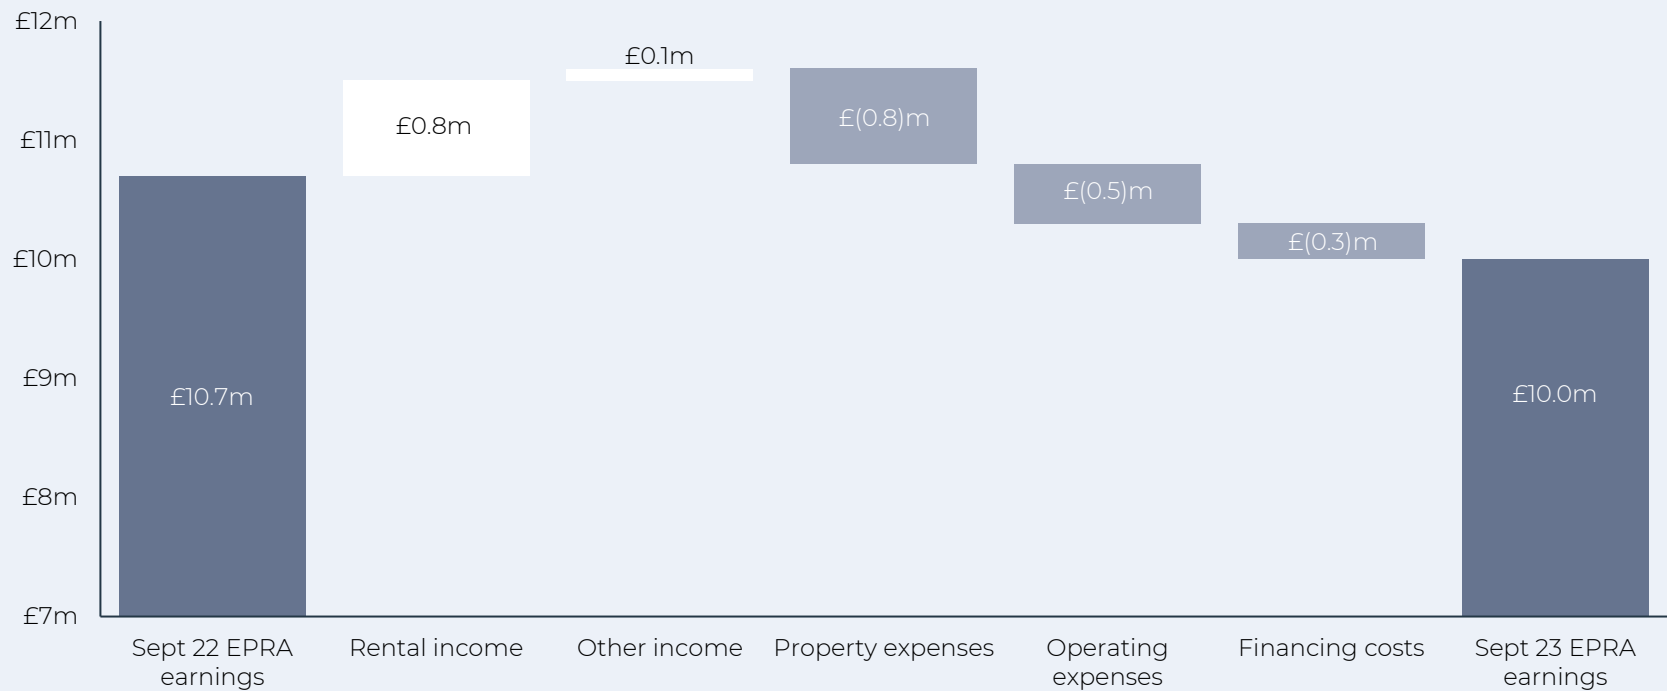 £12m
£11m
£10m
£9m
£8m
£7m
£10.7m
£0.8m
£0.1m
£(0.8)m
£(0.5)m
£(0.3)m
£10.0m
Sept 22 EPRA
earnings
Rental income
Other income
Property expenses
Operating
expenses
Financing costs
Sept 23 EPRA
earnings